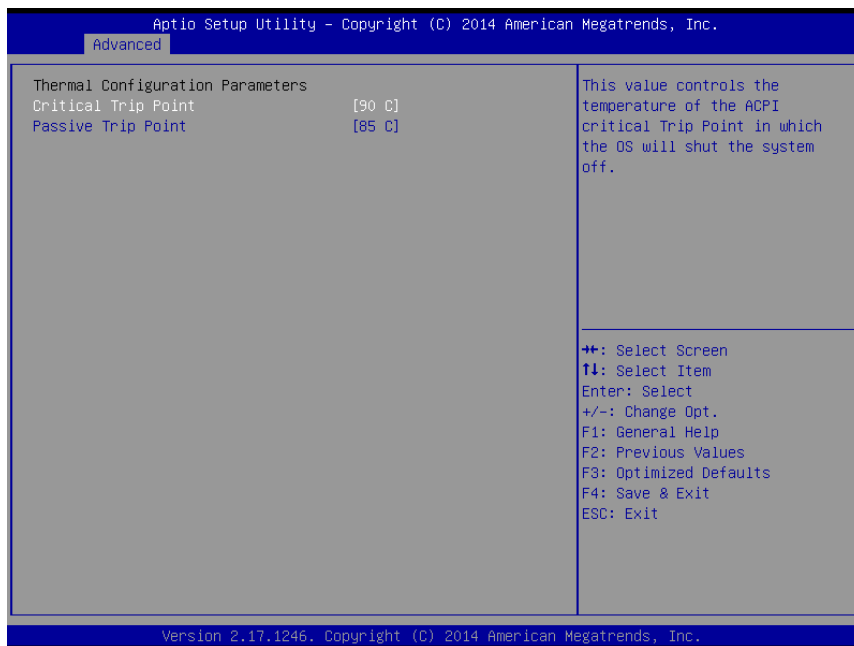 Aptio Setup Utility – Copyright (C) 2014 American Megatrends, Inc.
Advanced
Thermal Configuration Parameters
Critical Trip Point [90 C]
Passive Trip Point [85 C]
This value controls the
temperature of the ACPI
critical Trip Point in which
the OS will shut the system
off.
→←: Select Screen
↑↓: Select Item
Enter: Select
+/-: Change Opt.
F1: General Help
F2: Previous Values
F3: Optimized Defaults
F4: Save & Exit
ESC: Exit
Version 2.17.1246. Copyright (C) 2014 American Megatrends, Inc.